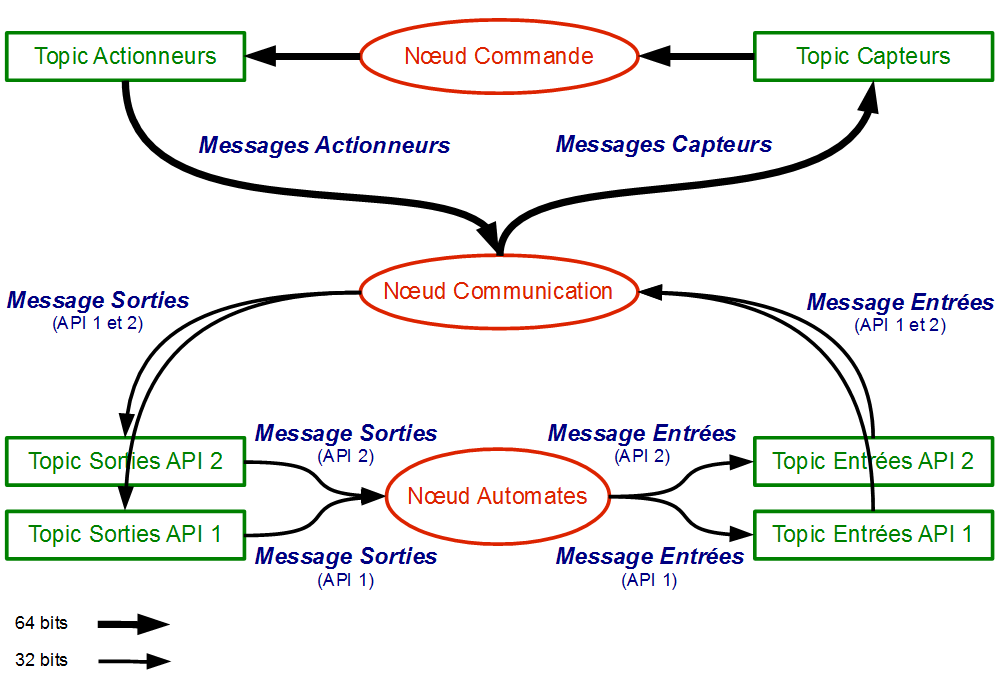 Topic Actionneurs
Nœud Commande
Topic Capteurs
Messages Actionneurs
Messages Capteurs
Nœud Communication
Message Sorties
(API 1 et 2)
Message Entrées
(API 1 et 2)
Topic Sorties API 2
Message Sorties
(API 2)
Message Entrées
(API 2)
Topic Entrées API 2
Nœud Automates
Topic Sorties API 1
Message Sorties
(API 1)
Message Entrées
(API 1)
Topic Entrées API 1
64 bits
32 bits